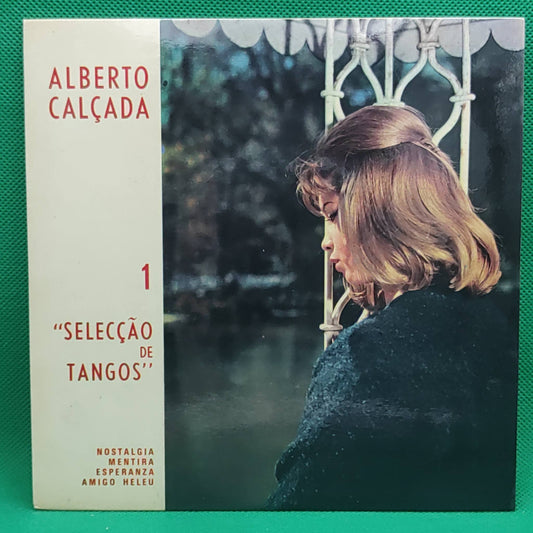 ALBERTO
CALÇADA
1
“SELECÇÃO
DE
TANGOS”
NOSTALGIA
MENTIRA
ESPERANZA
AMIGO HELEU